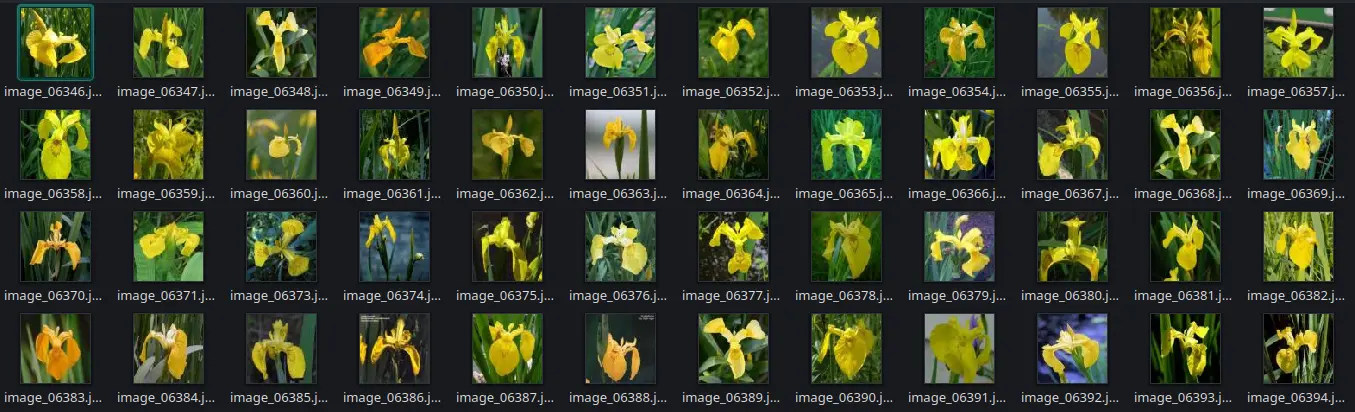 image_06346.j... image_06347.j... image_06348.j... image_06349.j... image_06350.j... image_06351.j... image_06352.j... image_06353.j... image_06354.j... image_06355.j... image_06356.j... image_06357.j...
image_06358.j... image_06359.j... image_06360.j... image_06361.j... image_06362.j... image_06363.j... image_06364.j... image_06365.j... image_06366.j... image_06367.j... image_06368.j... image_06369.j...
image_06370.j... image_06371.j... image_06373.j... image_06374.j... image_06375.j... image_06376.j... image_06377.j... image_06378.j... image_06379.j... image_06380.j... image_06381.j... image_06382.j...
image_06383.j... image_06384.j... image_06385.j... image_06386.j... image_06387.j... image_06388.j... image_06389.j... image_06390.j... image_06391.j... image_06392.j... image_06393.j... image_06394.j...